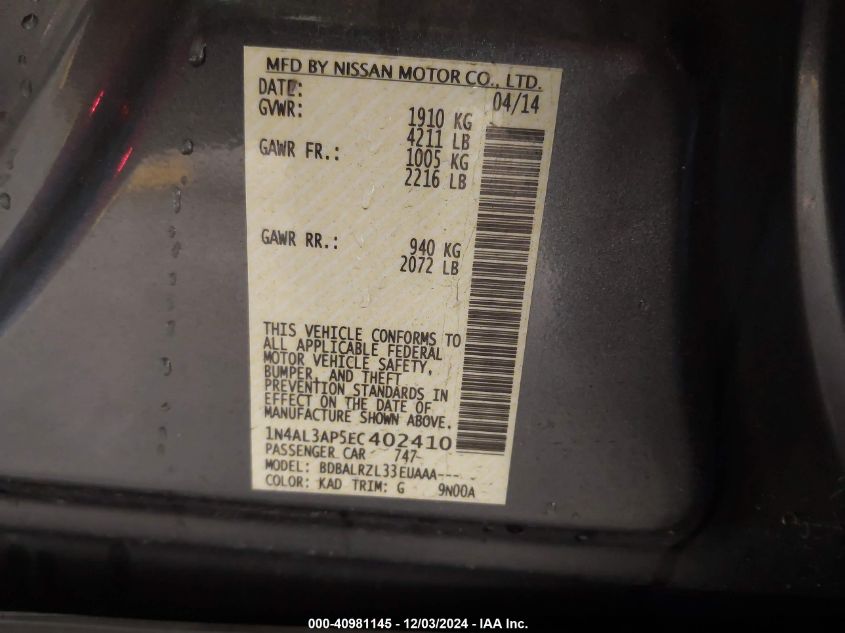 MFD BY NISSAN MOTOR CO., LTD.
DATE: 04/14
GVWR: 1910 KG
4211 LB
GAWR FR.: 1005 KG
2216 LB
GAWR RR.: 940 KG
2072 LB
THIS VEHICLE CONFORMS TO
ALL APPLICABLE FEDERAL
MOTOR VEHICLE SAFETY,
BUMPER, AND THEFT
PREVENTION STANDARDS IN
EFFECT ON THE DATE OF
MANUFACTURE SHOWN ABOVE.
1N4AL3AP5EC402410
PASSENGER CAR 747-
MODEL: BDBALRZL33EUAAA----
COLOR: KAD TRIM: G 9N00A
000-40981145 - 12/03/2024 - IAA Inc.